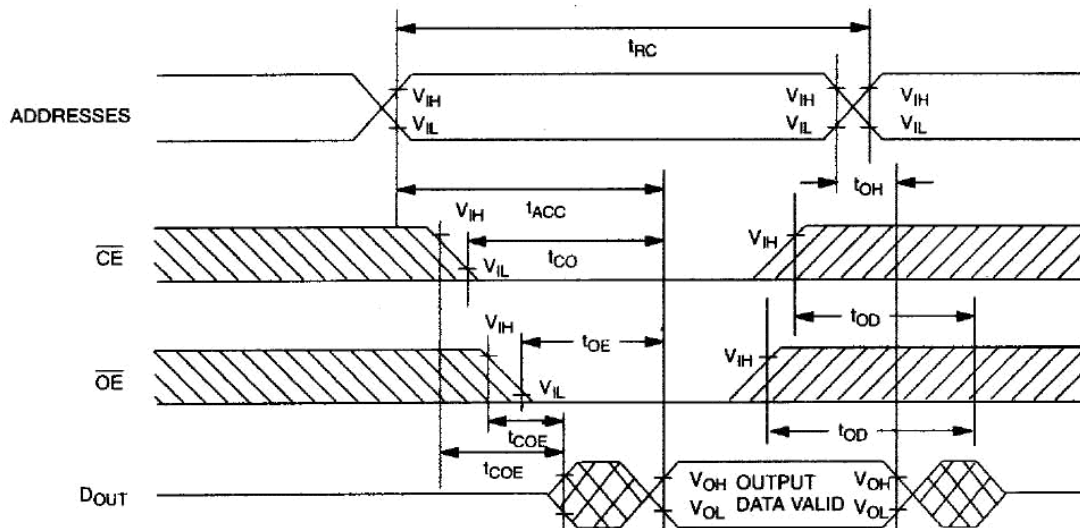 tRC
ADDRESSES
VIH
VIL
VIH
VIL
VIH
VIL
tOH
tACC
CE
VIH
VIL
tCO
VIH
tOD
OE
VIH
VIL
tOE
VIH
tOD
tCOE
tCOE
DOUT
VOH OUTPUT VOH
VOL DATA VALID VOL